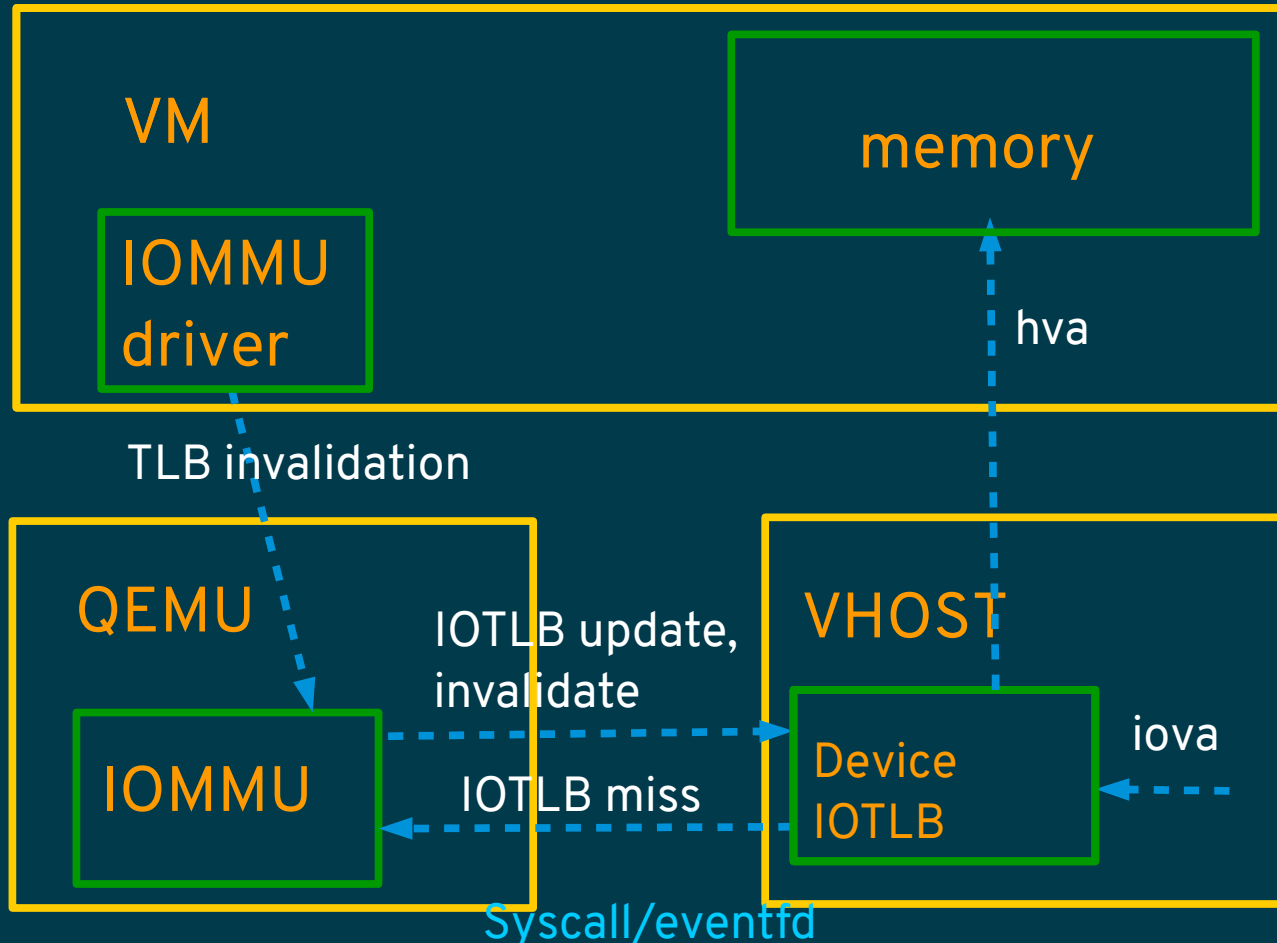 VM
memory
IOMMU
driver
hva
TLB invalidation
QEMU
IOTLB update,
invalidate
VHOST
IOMMU
IOTLB miss
Device
IOTLB
iova
Syscall/eventfd